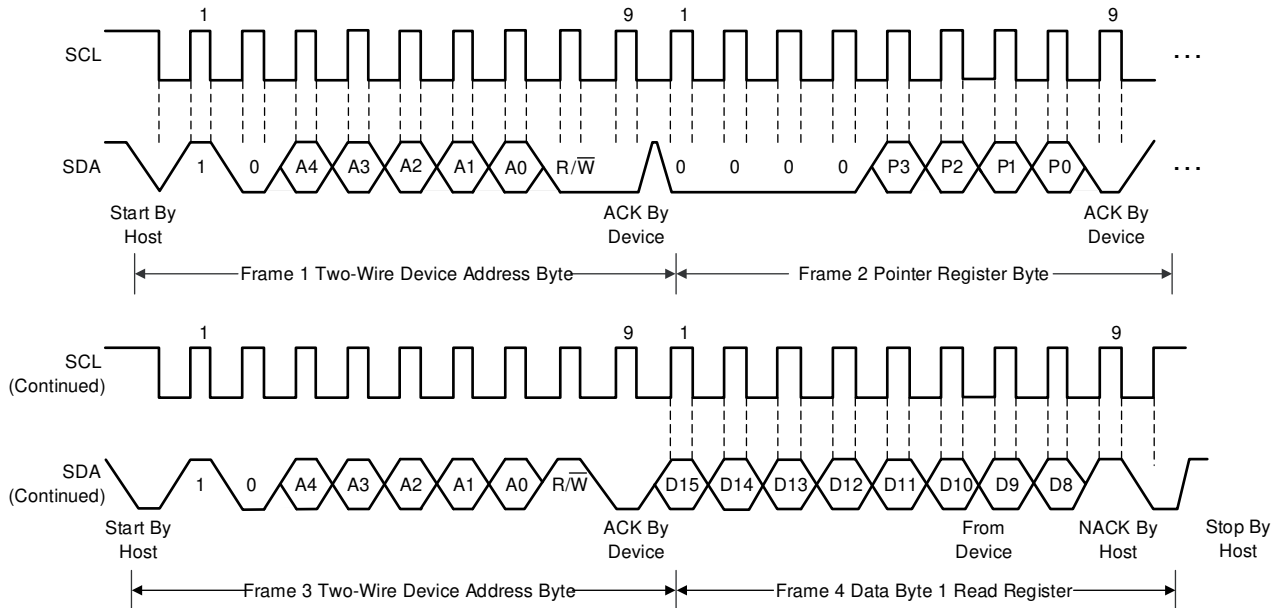 1 9 1 9
SCL ...
SDA 1 0 A4 A3 A2 A1 A0 R/W̅ 0 0 0 0 P3 P2 P1 P0 ...
Start By ACK By ACK By
Host Device Device
Frame 1 Two-Wire Device Address Byte Frame 2 Pointer Register Byte
1 9 1 9
SCL
(Continued)
SDA
(Continued) 1 0 A4 A3 A2 A1 A0 R/W̅ D15 D14 D13 D12 D11 D10 D9 D8
Start By ACK By From NACK By Stop By
Host Device Device Host Host
Frame 3 Two-Wire Device Address Byte Frame 4 Data Byte 1 Read Register